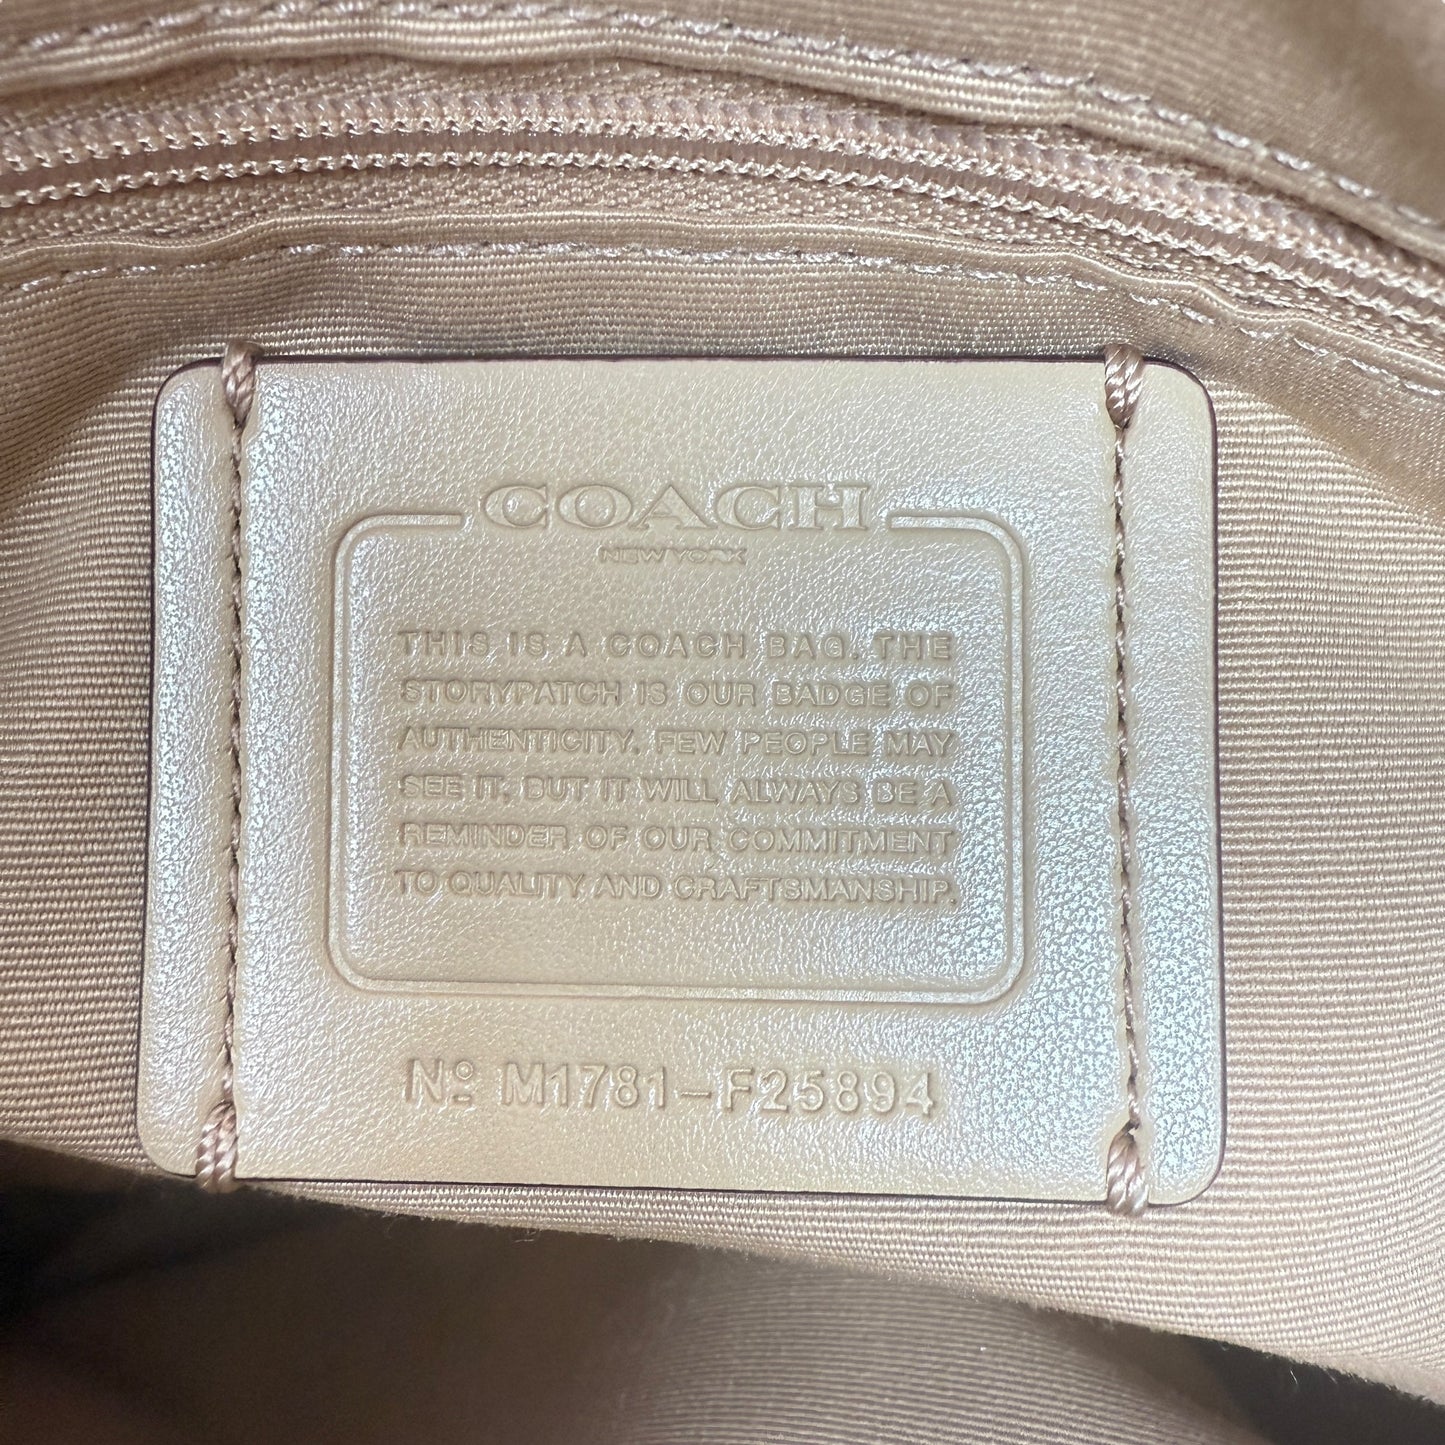 COACH
NEW YORK
THIS IS A COACH BAG. THE
STORYPATCH IS OUR BADGE OF
AUTHENTICITY. FEW PEOPLE MAY
SEE IT, BUT IT WILL ALWAYS BE A
REMINDER OF OUR COMMITMENT
TO QUALITY AND CRAFTSMANSHIP.
Nº M1781-F25894